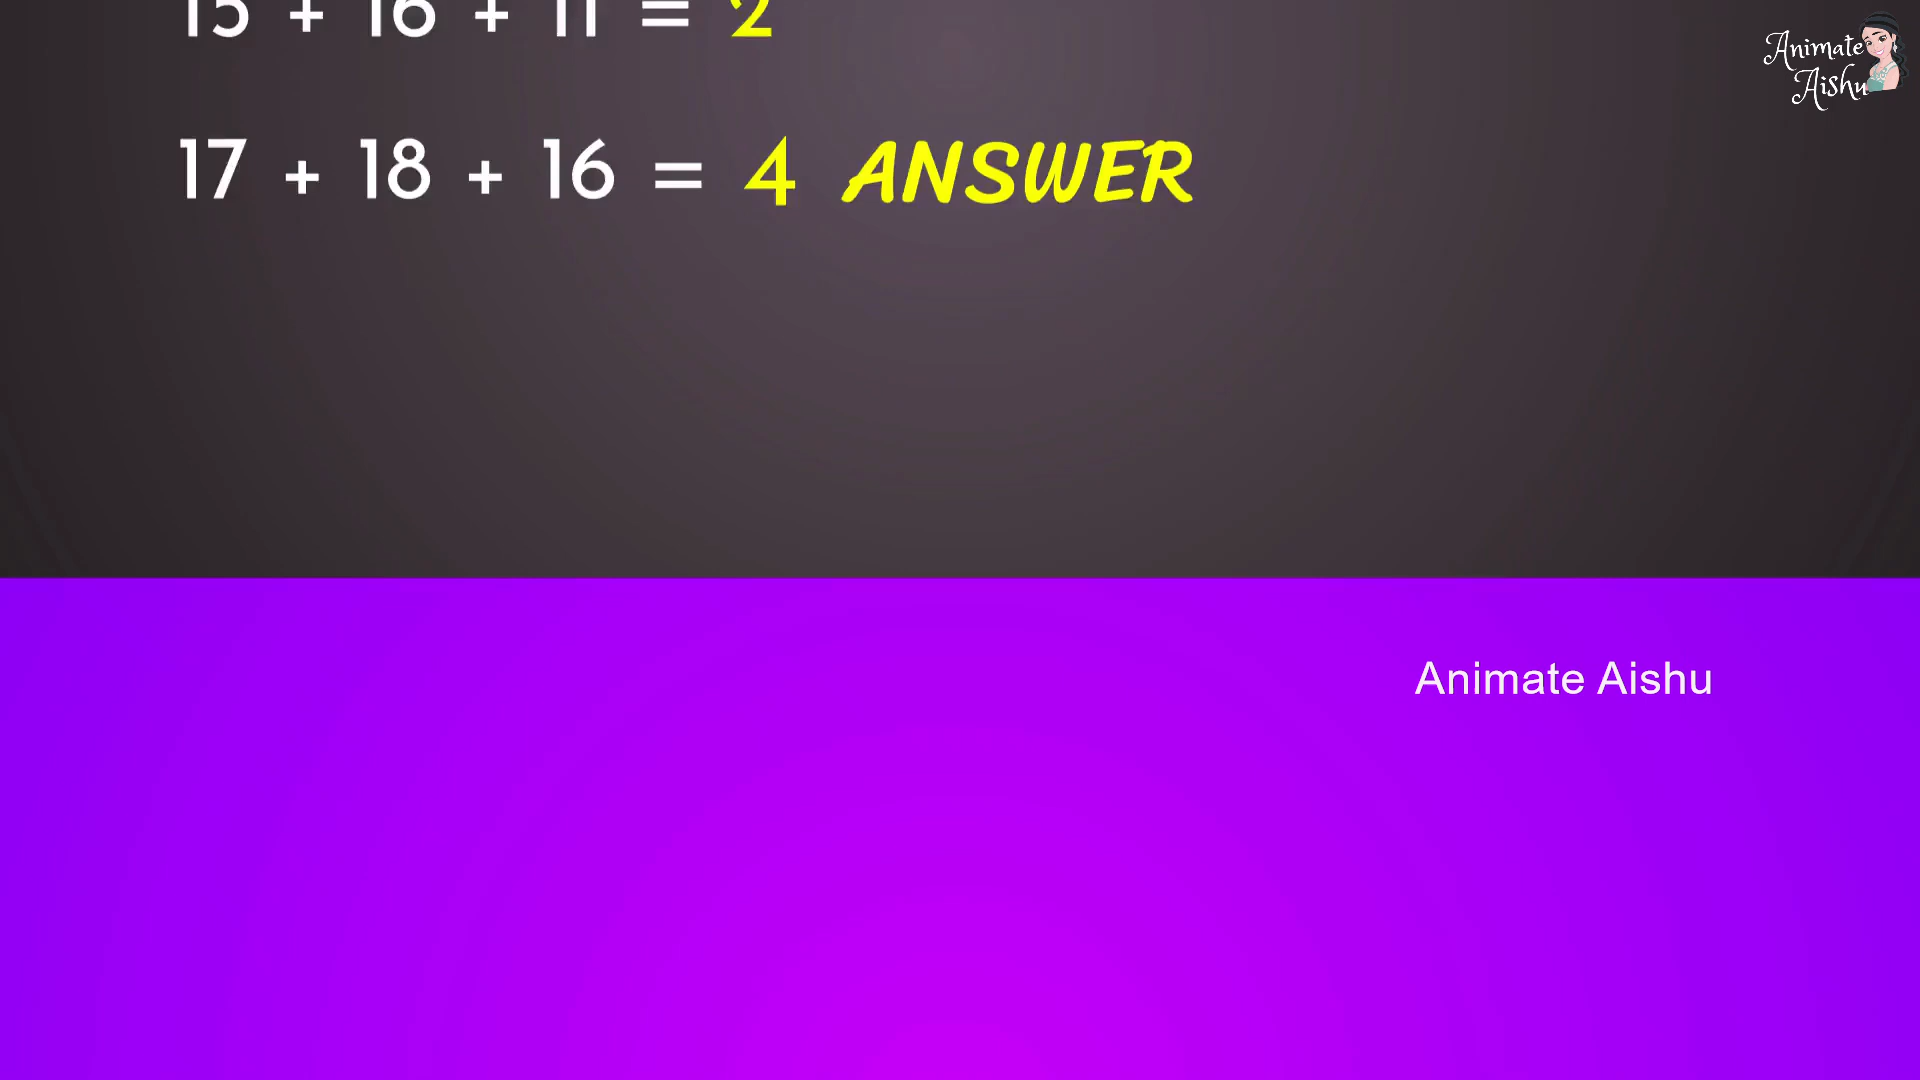 15 + 16 + 11 = 2
Animate
Aishu
17 + 18 + 16 = 4 ANSWER
Animate Aishu